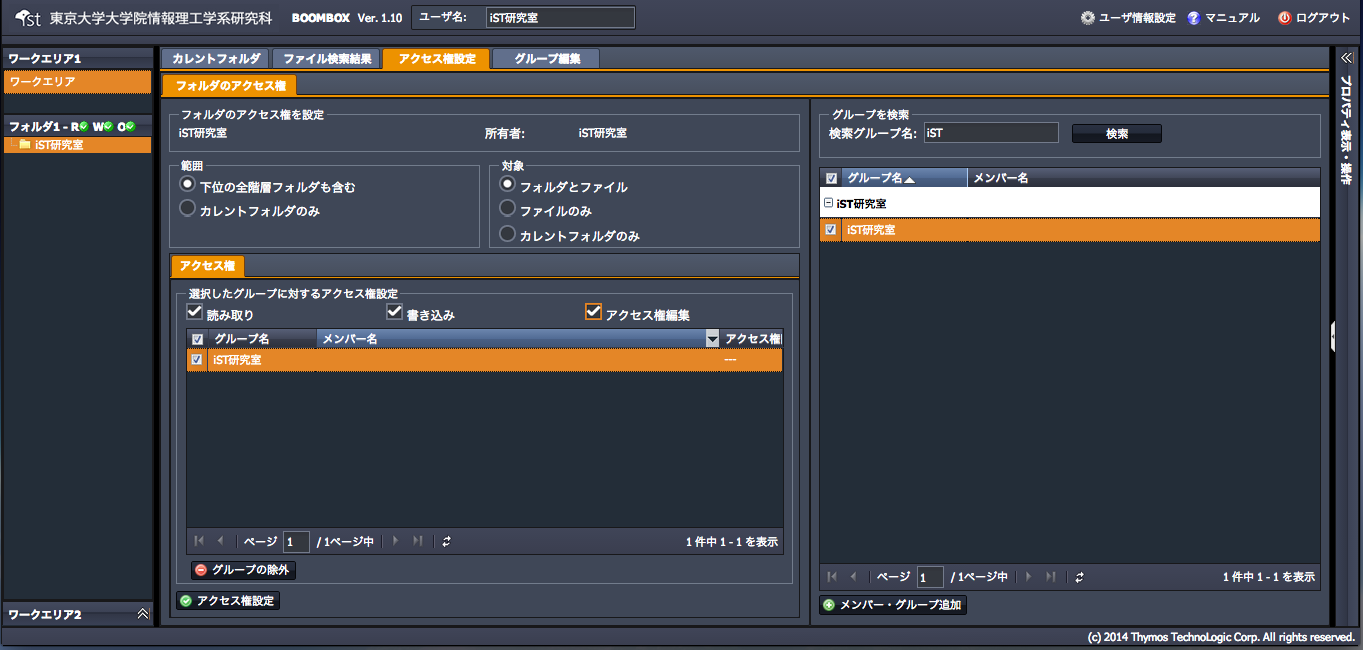 iSt 東京大学大学院情報理工学系研究科 BOOMBOX Ver. 1.10 ユーザ名: iST研究室 ユーザ情報設定 マニュアル ログアウト
ワークエリア1
ワークエリア
フォルダ1 - R W O
iST研究室
ワークエリア2
カレントフォルダ ファイル検索結果 アクセス権設定 グループ編集
フォルダのアクセス権
フォルダのアクセス権を設定
iST研究室 所有者: iST研究室
範囲
下位の全階層フォルダも含む
カレントフォルダのみ
対象
フォルダとファイル
ファイルのみ
カレントフォルダのみ
アクセス権
選択したグループに対するアクセス権設定
読み取り 書き込み アクセス権編集
グループ名 メンバー名 アクセス権
iST研究室 ---
ページ 1 / 1ページ中 1 件中 1 - 1 を表示
グループの除外
アクセス権設定
グループを検索
検索グループ名: iST 検索
グループ名 メンバー名
iST研究室
iST研究室
ページ 1 / 1ページ中 1 件中 1 - 1 を表示
メンバー・グループ追加
プロパティ表示・操作
(c) 2014 Thymos TechnoLogic Corp. All rights reserved.